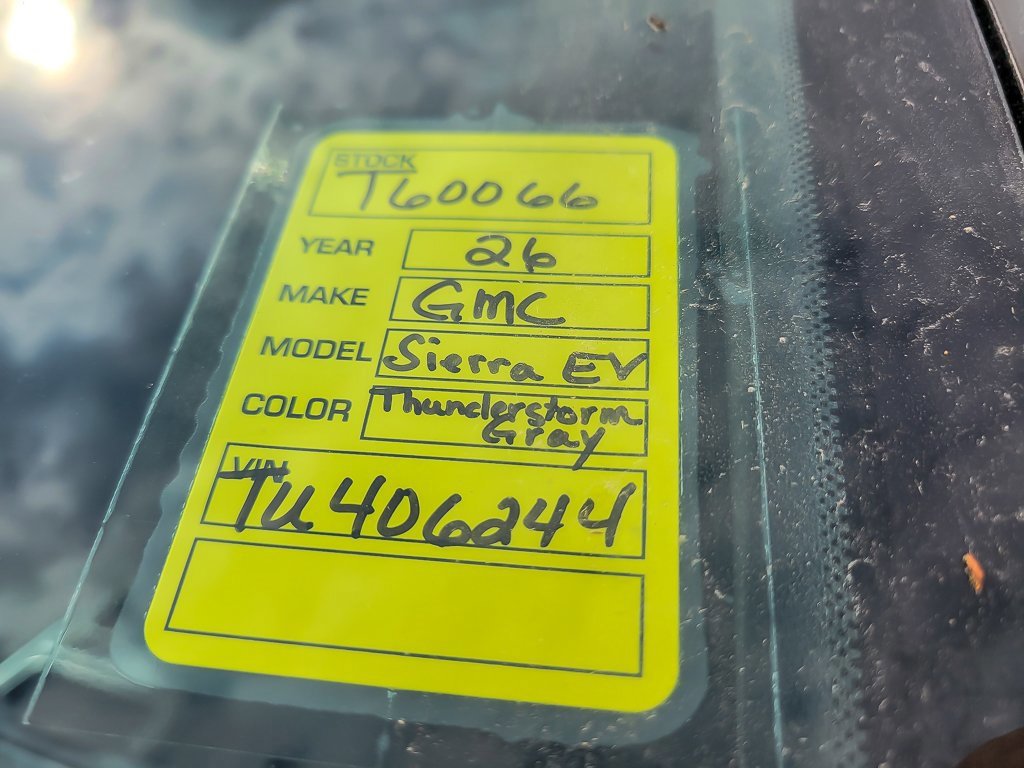 STOCK
T60066
YEAR 26
MAKE GMC
MODEL Sierra EV
COLOR Thunderstorm
Gray
VIN
TU406244